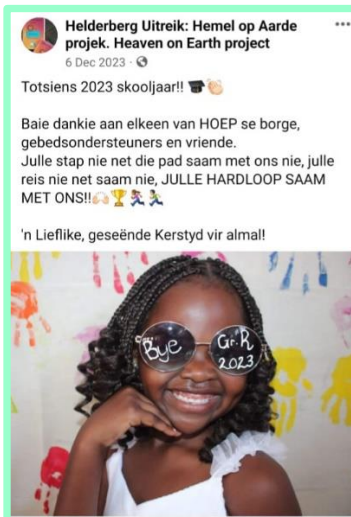 Helderberg Uitreik: Hemel op Aarde
projek. Heaven on Earth project
6 Dec 2023
Totsiens 2023 skooljaar!! 🎓👏🏻
Baie dankie aan elkeen van HOEP se borge,
gebedsondersteuners en vriende.
Julle stap nie net die pad saam met ons nie, julle
reis nie net saam nie, JULLE HARDLOOP SAAM
MET ONS!!🙌🏻🏆🏃🏽‍♀️🏃🏽‍♂️
'n Lieflike, geseënde Kerstyd vir almal!
Bye
Gr. R
2023